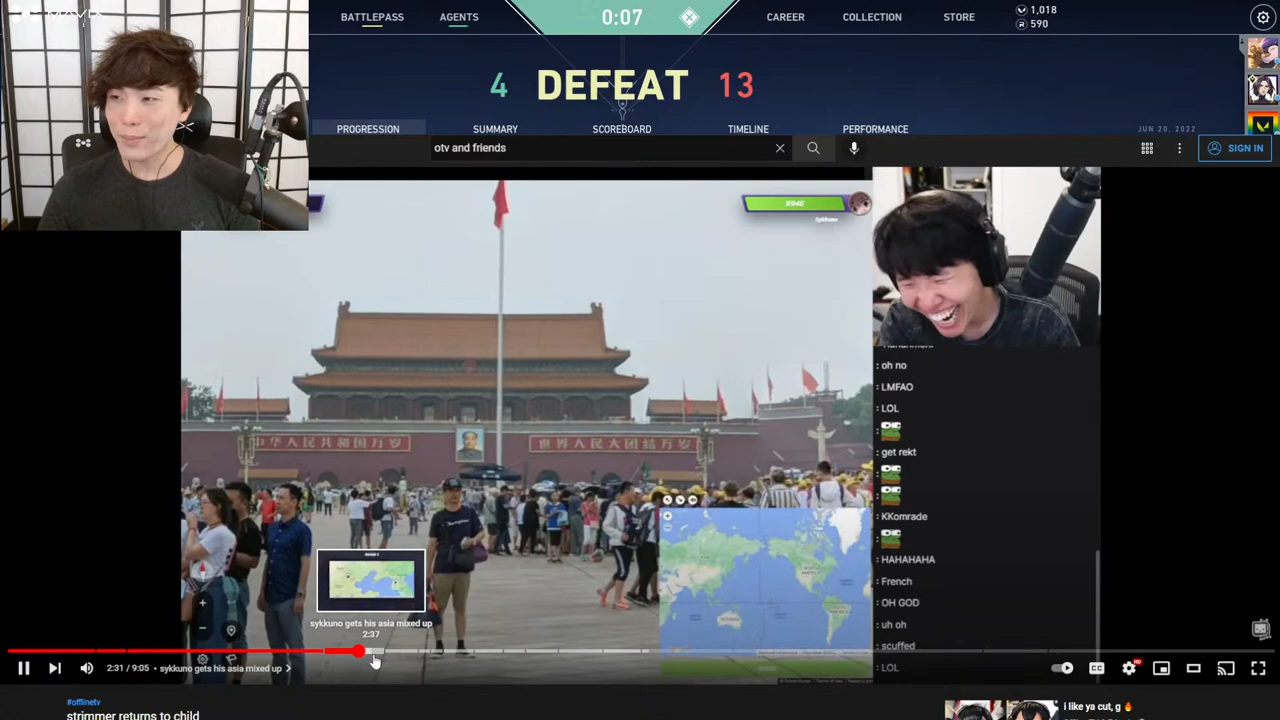 BATTLEPASS
AGENTS
0:07
CAREER
COLLECTION
STORE
1,018
590
4 DEFEAT 13
PROGRESSION
SUMMARY
SCOREBOARD
TIMELINE
PERFORMANCE
JUN 20, 2022
otv and friends
SIGN IN
9940
Sykkuno
: oh no
: LMFAO
: LOL
: get rekt
: KKomrade
: HAHAHAHA
: French
: OH GOD
: uh oh
: scuffed
: LOL
中华人民共和国万岁
世界人民大团结万岁
sykkuno gets his asia mixed up
2:37
2:31 / 9:05 • sykkuno gets his asia mixed up
CC
HD
#offlinetv
strimmer returns to child
i like ya cut, g 🔥